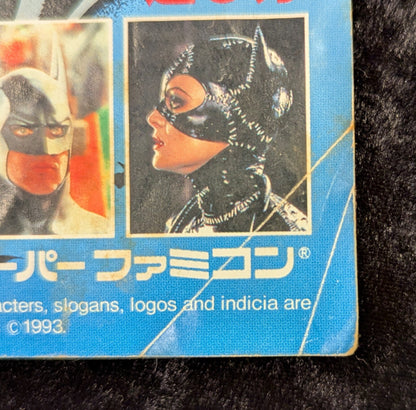 ーパーファミコン®
acters, slogans, logos and indicia are
© 1993.